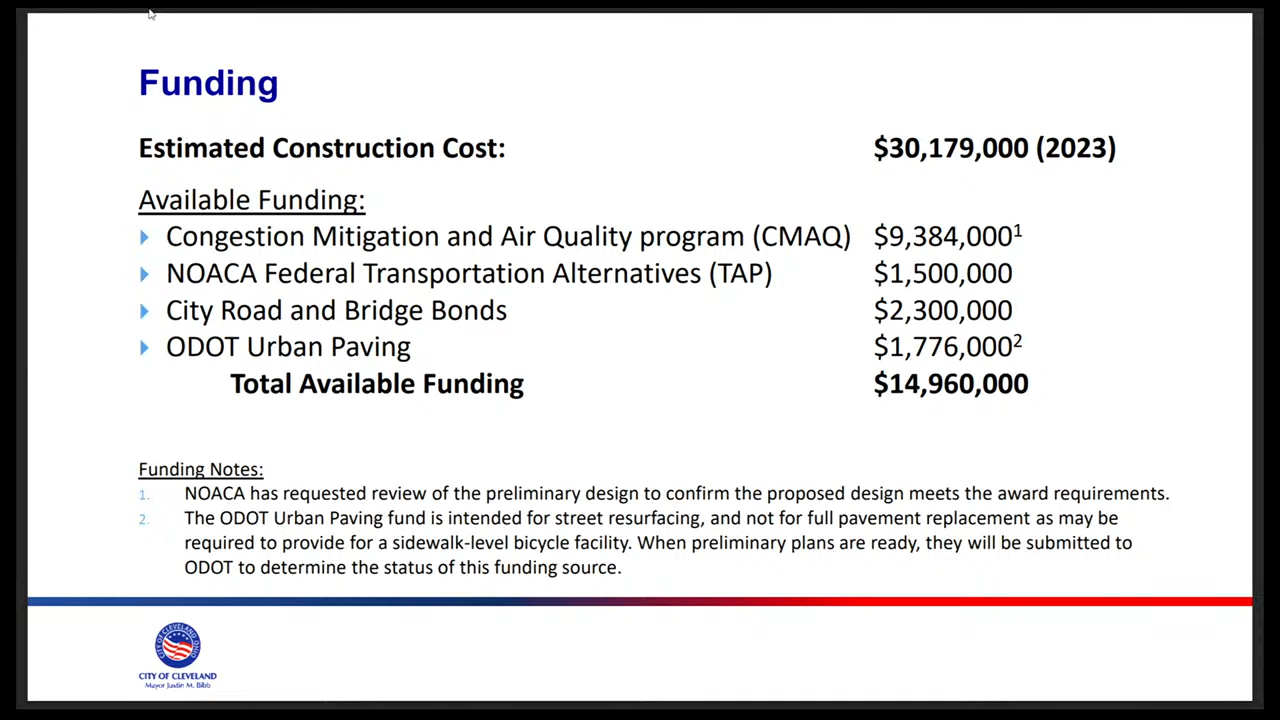 Funding
Estimated Construction Cost: $30,179,000 (2023)
Available Funding:
Congestion Mitigation and Air Quality program (CMAQ) $9,384,000¹
NOACA Federal Transportation Alternatives (TAP) $1,500,000
City Road and Bridge Bonds $2,300,000
ODOT Urban Paving $1,776,000²
Total Available Funding $14,960,000
Funding Notes:
1. NOACA has requested review of the preliminary design to confirm the proposed design meets the award requirements.
2. The ODOT Urban Paving fund is intended for street resurfacing, and not for full pavement replacement as may be
required to provide for a sidewalk-level bicycle facility. When preliminary plans are ready, they will be submitted to
ODOT to determine the status of this funding source.
CITY OF CLEVELAND, OHIO
CITY OF CLEVELAND
Mayor Justin M. Bibb